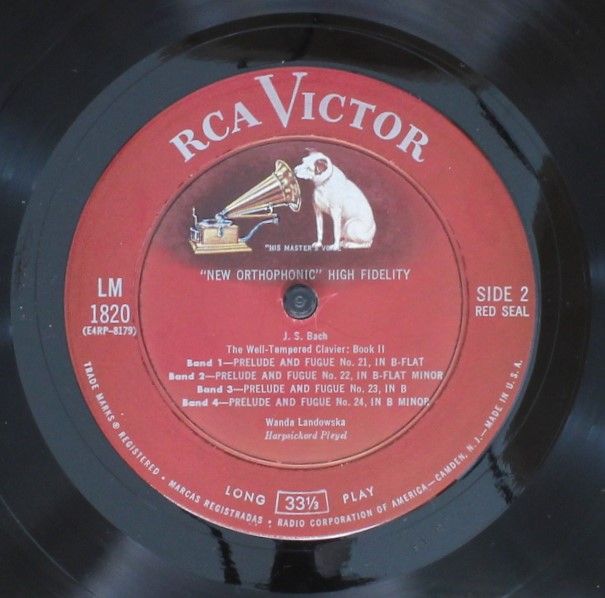 RCA VICTOR
"HIS MASTER'S VOICE"
"NEW ORTHOPHONIC" HIGH FIDELITY
LM
1820
(E4RP-8179)
SIDE 2
RED SEAL
J. S. Bach
The Well-Tempered Clavier: Book II
Band 1—PRELUDE AND FUGUE No. 21, IN B-FLAT
Band 2—PRELUDE AND FUGUE No. 22, IN B-FLAT MINOR
Band 3—PRELUDE AND FUGUE No. 23, IN B
Band 4—PRELUDE AND FUGUE No. 24, IN B MINOR
Wanda Landowska
Harpsichord Pleyel
LONG 33⅓ PLAY
TRADE MARKS ® REGISTERED • MARCAS REGISTRADAS • RADIO CORPORATION OF AMERICA—CAMDEN, N. J.—MADE IN U. S. A.